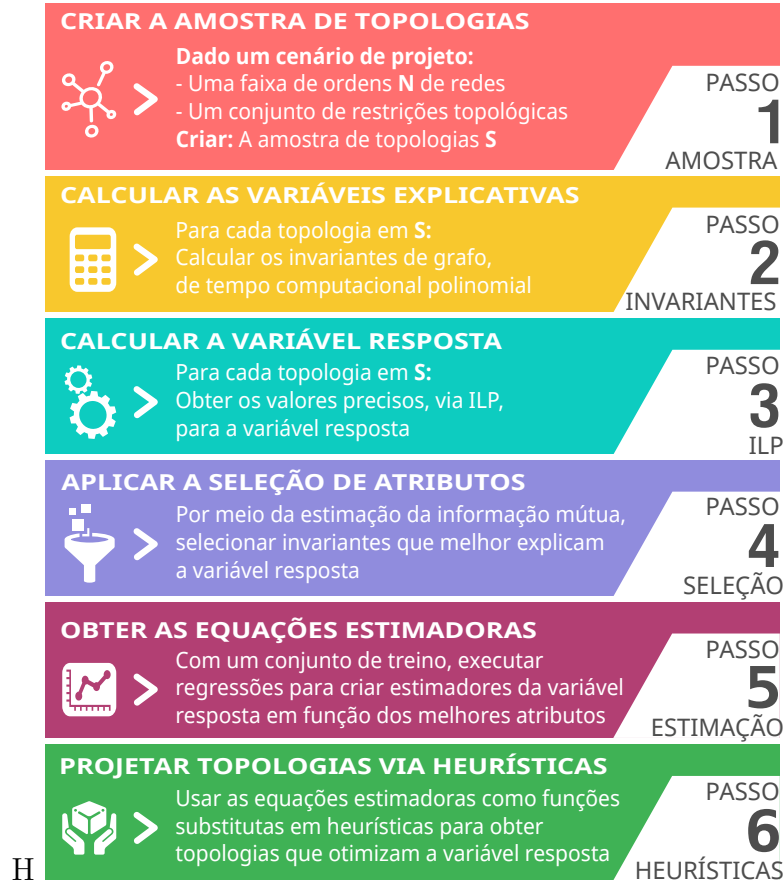 CRIAR A AMOSTRA DE TOPOLOGIAS
Dado um cenário de projeto:
- Uma faixa de ordens N de redes
- Um conjunto de restrições topológicas
Criar: A amostra de topologias S
PASSO
1
AMOSTRA
CALCULAR AS VARIÁVEIS EXPLICATIVAS
Para cada topologia em S:
Calcular os invariantes de grafo,
de tempo computacional polinomial
PASSO
2
INVARIANTES
CALCULAR A VARIÁVEL RESPOSTA
Para cada topologia em S:
Obter os valores precisos, via ILP,
para a variável resposta
PASSO
3
ILP
APLICAR A SELEÇÃO DE ATRIBUTOS
Por meio da estimação da informação mútua,
selecionar invariantes que melhor explicam
a variável resposta
PASSO
4
SELEÇÃO
OBTER AS EQUAÇÕES ESTIMADORAS
Com um conjunto de treino, executar
regressões para criar estimadores da variável
resposta em função dos melhores atributos
PASSO
5
ESTIMAÇÃO
PROJETAR TOPOLOGIAS VIA HEURÍSTICAS
Usar as equações estimadoras como funções
substitutas em heurísticas para obter
topologias que otimizam a variável resposta
PASSO
6
HEURÍSTICAS
H